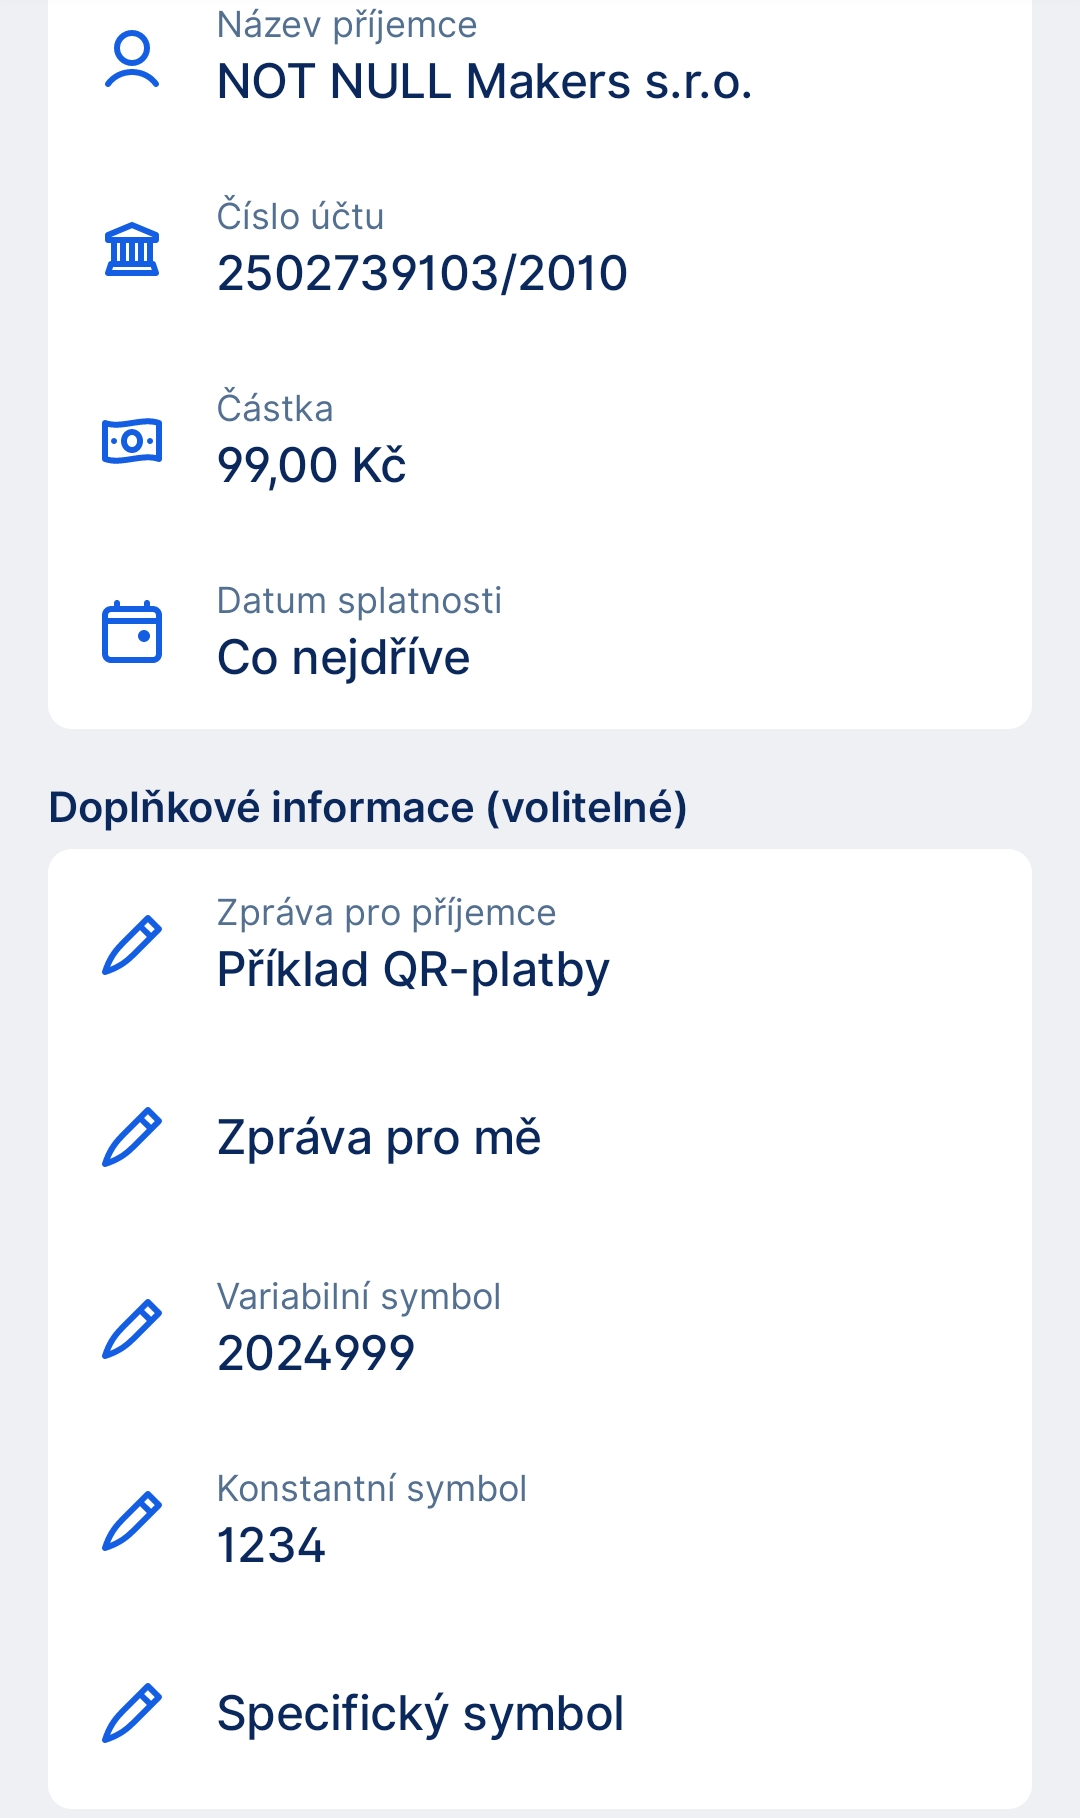 Název příjemce
NOT NULL Makers s.r.o.
Číslo účtu
2502739103/2010
Částka
99,00 Kč
Datum splatnosti
Co nejdříve
Doplňkové informace (volitelné)
Zpráva pro příjemce
Příklad QR-platby
Zpráva pro mě
Variabilní symbol
2024999
Konstantní symbol
1234
Specifický symbol